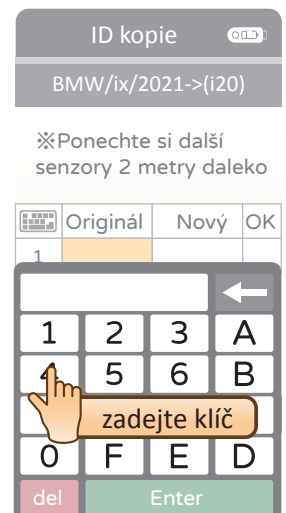 ID kopie
BMW/ix/2021->(i20)
※Ponechte si další
senzory 2 metry daleko
Originál Nový OK
1
1 2 3 A
4 5 6 B
zadejte klíč
0 F E D
del Enter